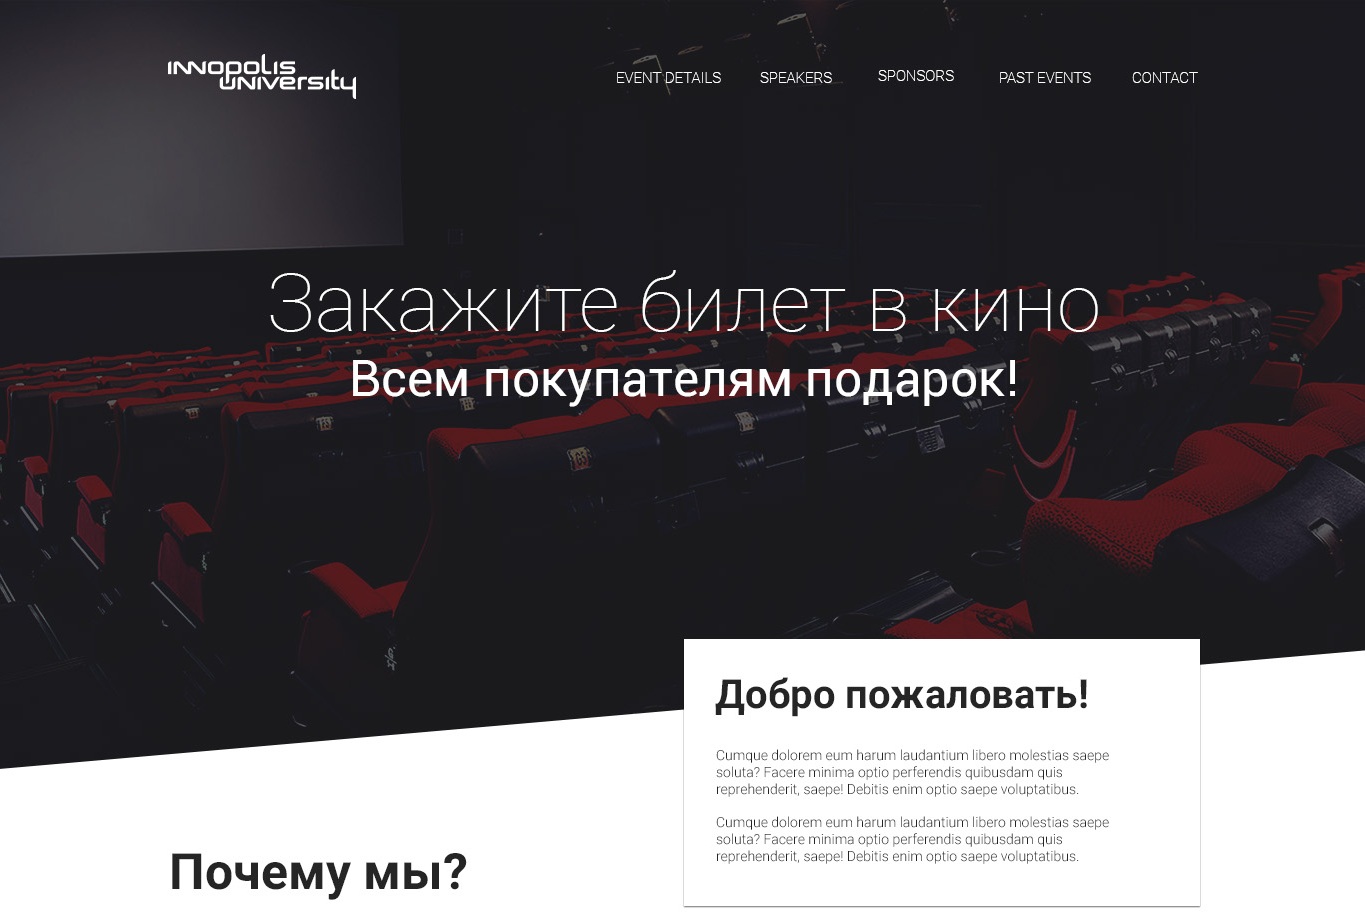 INNOPOLIS
UNIVERSITY
EVENT DETAILS SPEAKERS SPONSORS PAST EVENTS CONTACT
Закажите билет в кино
Всем покупателям подарок!
Добро пожаловать!
Cumque dolorem eum harum laudantium libero molestias saepe
soluta? Facere minima optio perferendis quibusdam quis
reprehenderit, saepe! Debitis enim optio saepe voluptatibus.
Cumque dolorem eum harum laudantium libero molestias saepe
soluta? Facere minima optio perferendis quibusdam quis
reprehenderit, saepe! Debitis enim optio saepe voluptatibus.
Почему мы?